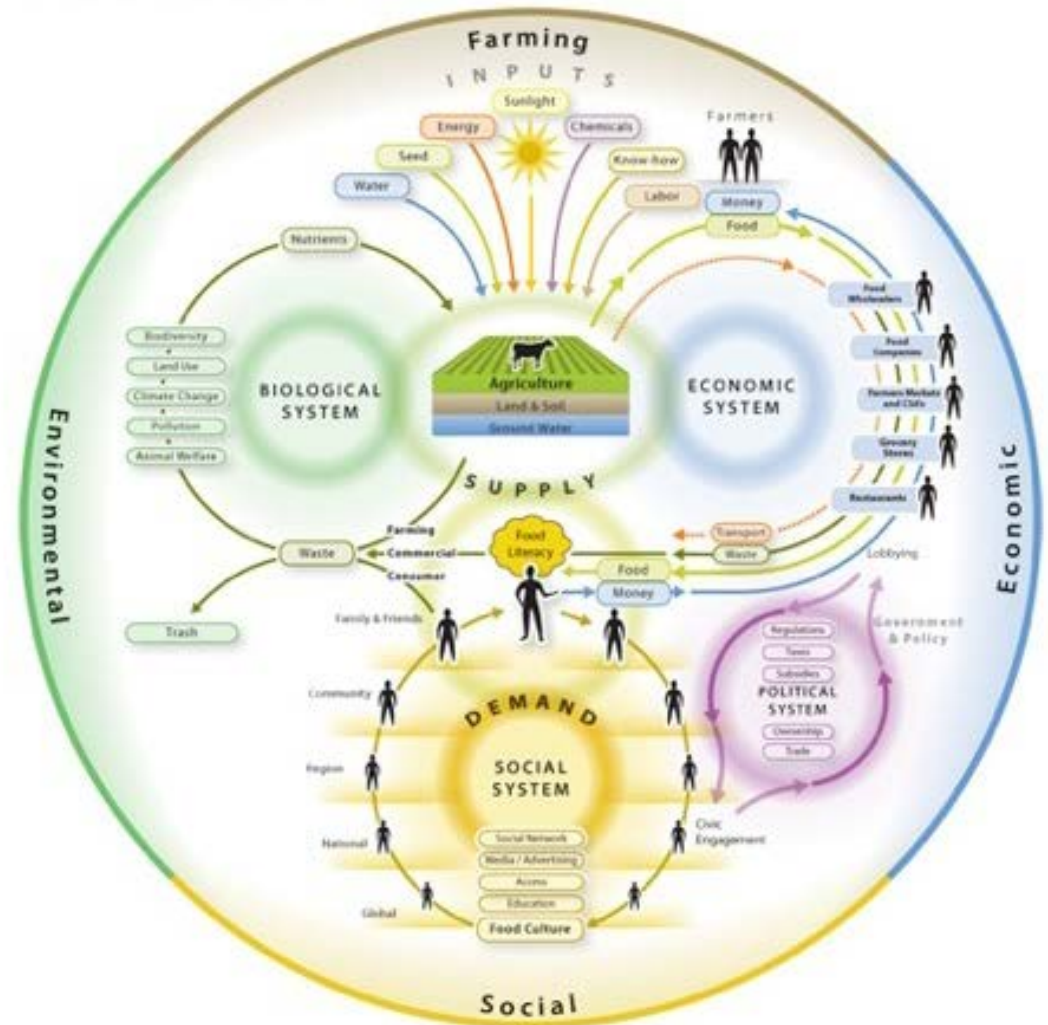 Farming
INPUTS
Sunlight
Energy
Chemicals
Farmers
Seed
Know-how
Water
Labor
Money
Food
Nutrients
Food
Wholesalers
Biodiversity
Land Use
Climate Change
Pollution
Animal Welfare
BIOLOGICAL
SYSTEM
Agriculture
Land & Soil
Ground Water
ECONOMIC
SYSTEM
Food
Companies
Farmers Markets
and CSA's
Grocery
Stores
Restaurants
Environmental
Economic
SUPPLY
Farming
Commercial
Consumer
Waste
Food
Literacy
Transport
Waste
Food
Money
Lobbying
Trash
Family & Friends
Government
& Policy
Regulations
Taxes
Subsidies
POLITICAL
SYSTEM
Ownership
Trade
Community
DEMAND
Region
SOCIAL
SYSTEM
National
Civic
Engagement
Social Network
Media / Advertising
Access
Education
Global
Food Culture
Social